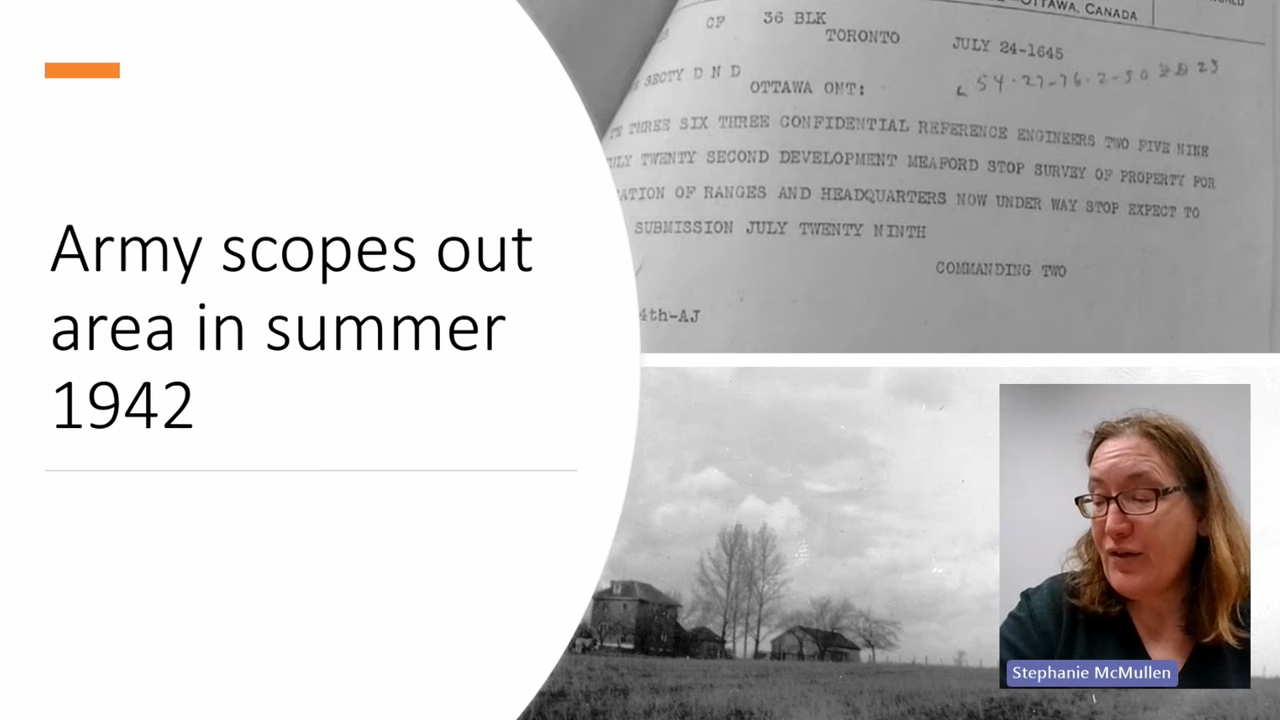 Army scopes out
area in summer
1942
OTTAWA, CANADA
OF 36 BLK
TORONTO JULY 24-1645
SECTY D N D
OTTAWA ONT:
THREE SIX THREE CONFIDENTIAL REFERENCE ENGINEERS TWO FIVE NINE
TWENTY SECOND DEVELOPMENT MEAFORD STOP SURVEY OF PROPERTY FOR
OF RANGES AND HEADQUARTERS NOW UNDER WAY STOP EXPECT TO
SUBMISSION JULY TWENTY NINTH
COMMANDING TWO
4th-AJ
Stephanie McMullen